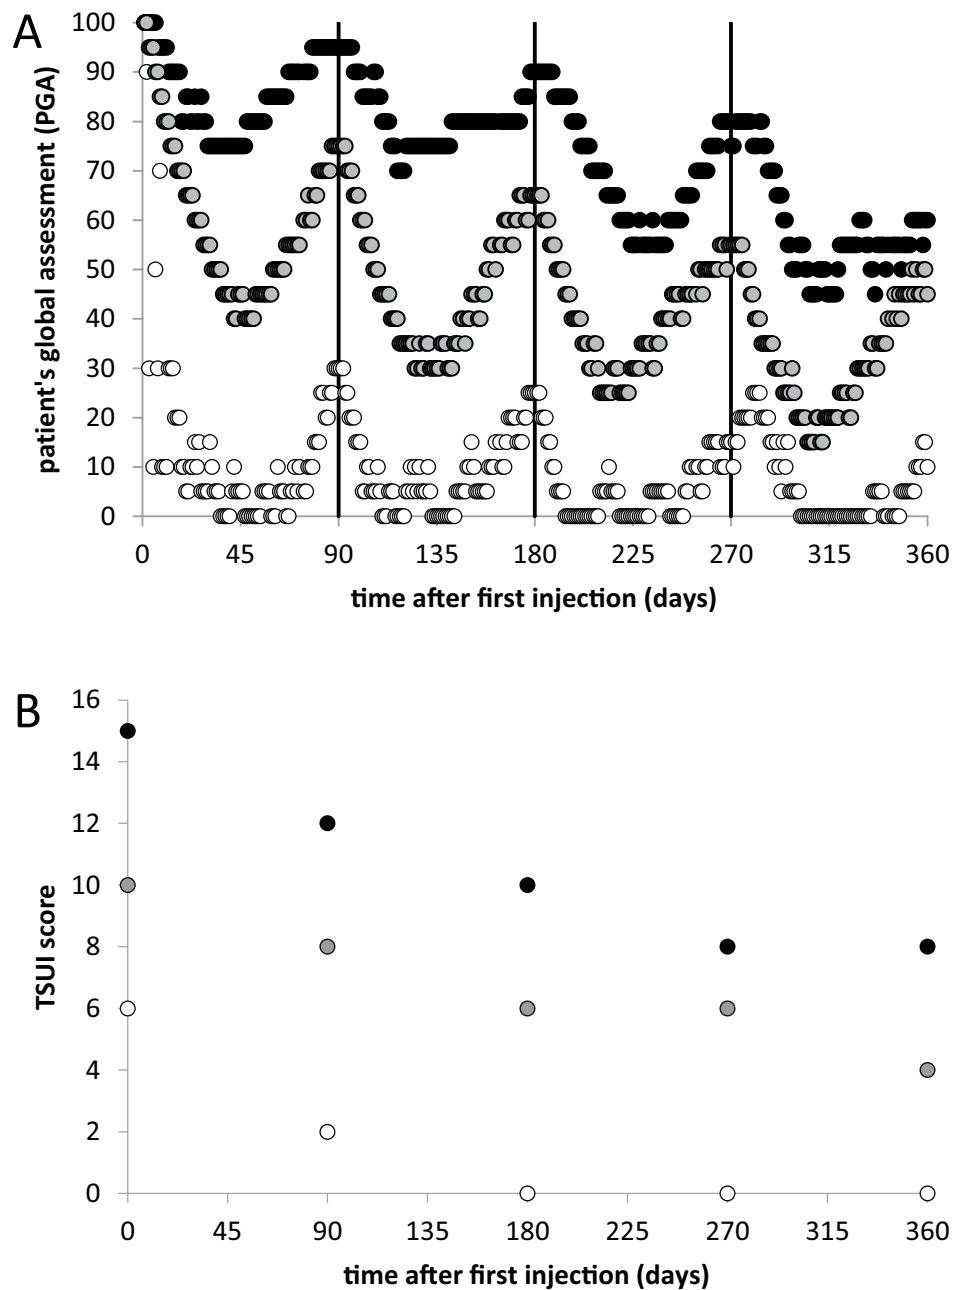 A
patient's global assessment (PGA)
100
90
80
70
60
50
40
30
20
10
0
0 45 90 135 180 225 270 315 360
time after first injection (days)
B
TSUI score
16
14
12
10
8
6
4
2
0
0 45 90 135 180 225 270 315 360
time after first injection (days)